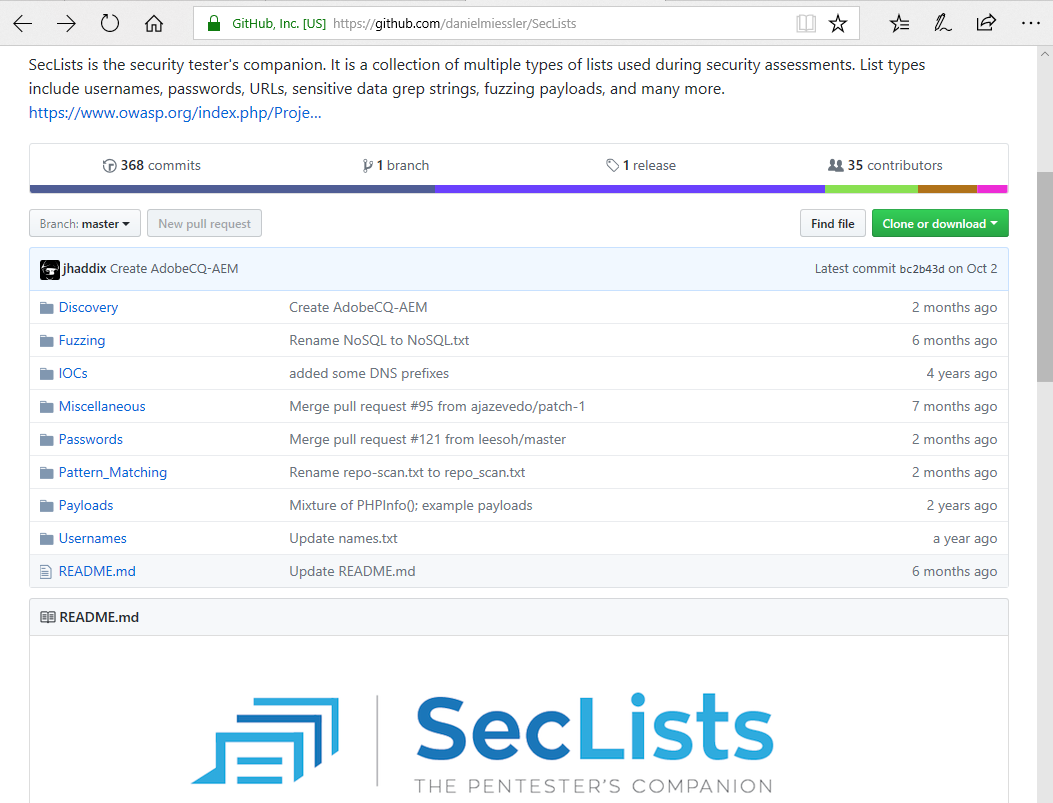 GitHub, Inc. [US] https://github.com/danielmiessler/SecLists
SecLists is the security tester's companion. It is a collection of multiple types of lists used during security assessments. List types
include usernames, passwords, URLs, sensitive data grep strings, fuzzing payloads, and many more.
https://www.owasp.org/index.php/Proje...
368 commits 1 branch 1 release 35 contributors
Branch: master New pull request Find file Clone or download
jhaddix Create AdobeCQ-AEM Latest commit bc2b43d on Oct 2
Discovery Create AdobeCQ-AEM 2 months ago
Fuzzing Rename NoSQL to NoSQL.txt 6 months ago
IOCs added some DNS prefixes 4 years ago
Miscellaneous Merge pull request #95 from ajazevedo/patch-1 7 months ago
Passwords Merge pull request #121 from leesoh/master 2 months ago
Pattern_Matching Rename repo-scan.txt to repo_scan.txt 2 months ago
Payloads Mixture of PHPInfo(); example payloads 2 years ago
Usernames Update names.txt a year ago
README.md Update README.md 6 months ago
README.md
SecLists
THE PENTESTER'S COMPANION